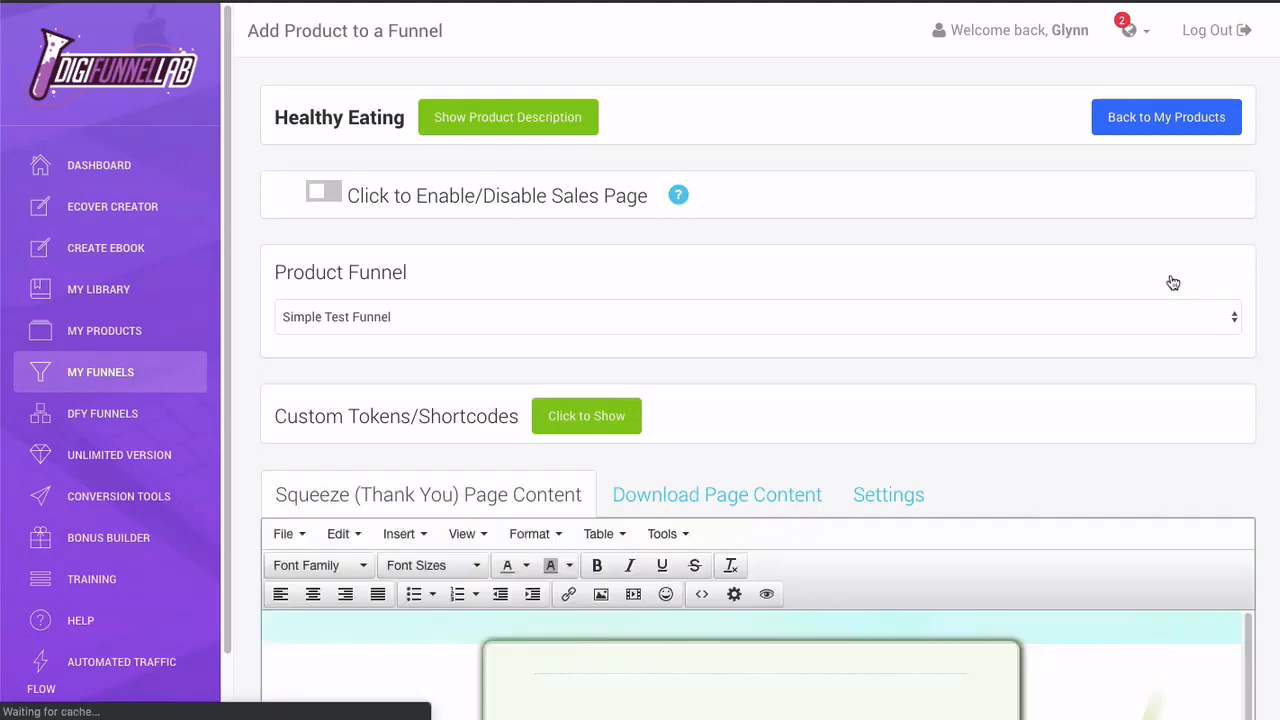 DIGIFUNNELLAB
Add Product to a Funnel
Welcome back, Glynn
2
Log Out
Healthy Eating
Show Product Description
Back to My Products
Click to Enable/Disable Sales Page
?
Product Funnel
Simple Test Funnel
Custom Tokens/Shortcodes
Click to Show
Squeeze (Thank You) Page Content
Download Page Content
Settings
File
Edit
Insert
View
Format
Table
Tools
Font Family
Font Sizes
A
A
B
I
U
S
Tx
DASHBOARD
ECOVER CREATOR
CREATE EBOOK
MY LIBRARY
MY PRODUCTS
MY FUNNELS
DFY FUNNELS
UNLIMITED VERSION
CONVERSION TOOLS
BONUS BUILDER
TRAINING
HELP
AUTOMATED TRAFFIC
FLOW
Waiting for cache...